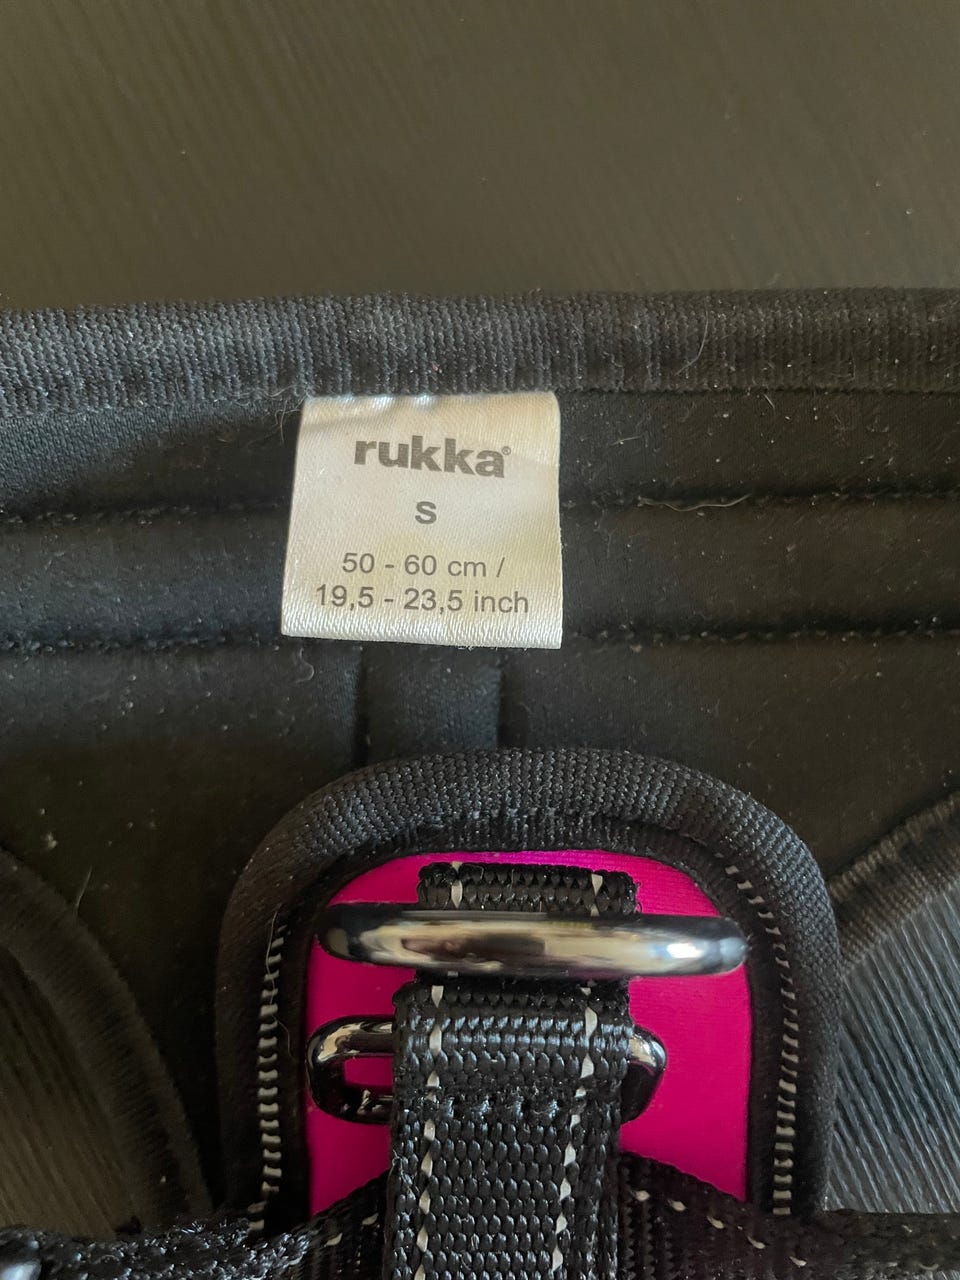 rukka®
S
50 - 60 cm /
19,5 - 23,5 inch